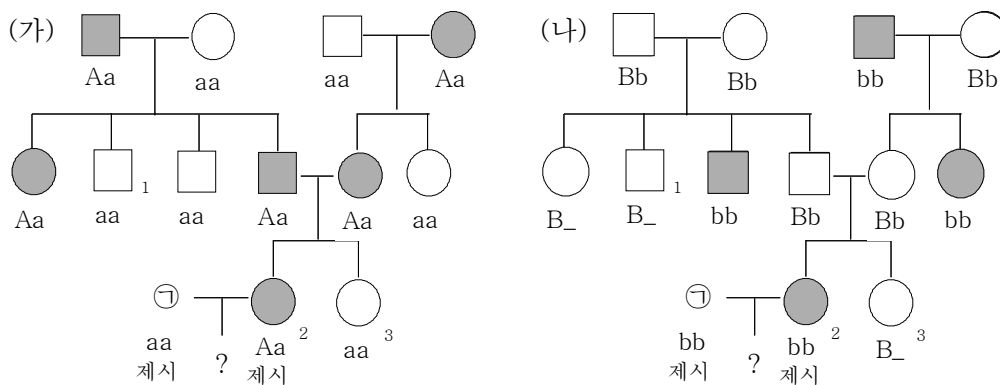 (가) (나)
Aa aa aa Aa Bb Bb bb Bb
1 1
Aa aa aa Aa Aa aa B_ B_ bb Bb Bb bb
㉠ ㉠
aa ? Aa 2 aa 3 bb ? bb 2 B_ 3
제시 제시 제시 제시